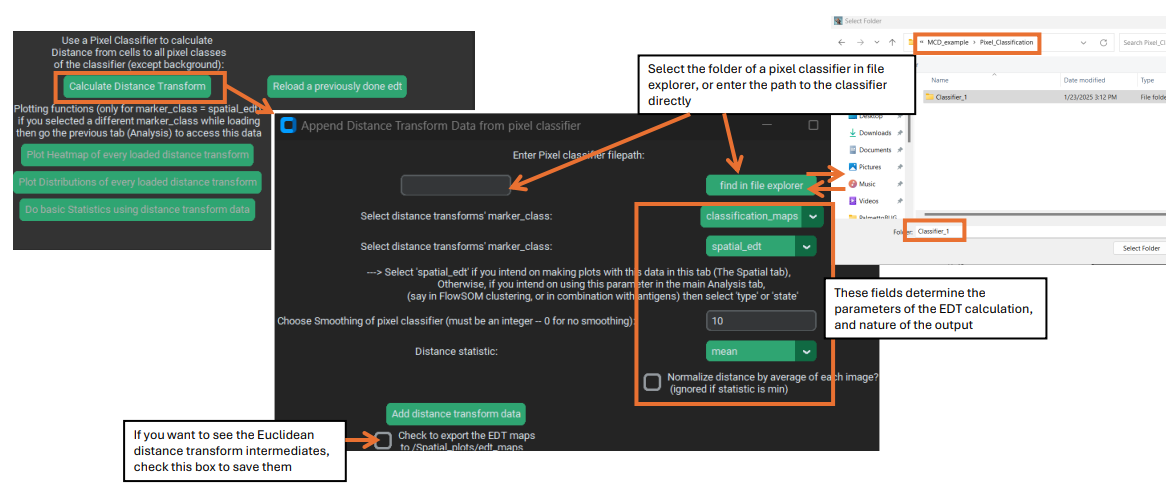 Use a Pixel Classifier to calculate
Distance from cells to all pixel classes
of the classifier (except background):
Calculate Distance Transform
Reload a previously done edt
Plotting functions (only for marker_class = spatial_edt
if you selected a different marker_class while loading
then go the previous tab (Analysis) to access this data
Plot Heatmap of every loaded distance transform
Plot Distributions of every loaded distance transform
Do basic Statistics using distance transform data
Select the folder of a pixel classifier in file
explorer, or enter the path to the classifier
directly
Select Folder
MCD_example › Pixel_Classification
Search Pixel_Cl
Name
Date modified
Type
Classifier_1
1/23/2025 3:12 PM
File folde
Desktop
Downloads
Documents
Pictures
Music
Videos
PalmettoBUG
Folder:
Classifier_1
Select Folder
Append Distance Transform Data from pixel classifier
Enter Pixel classifier filepath:
find in file explorer
Select distance transforms' marker_class:
classification_maps
Select distance transforms' marker_class:
spatial_edt
---> Select 'spatial_edt' if you intend on making plots with this data in this tab (The Spatial tab),
Otherwise, if you intend on using this parameter in the main Analysis tab,
(say in FlowSOM clustering, or in combination with antigens) then select 'type' or 'state'
Choose Smoothing of pixel classifier (must be an integer -- 0 for no smoothing):
10
Distance statistic:
mean
Normalize distance by average of each image?
(ignored if statistic is min)
Add distance transform data
Check to export the EDT maps
to /Spatial_plots/edt_maps
These fields determine the
parameters of the EDT calculation,
and nature of the output
If you want to see the Euclidean
distance transform intermediates,
check this box to save them